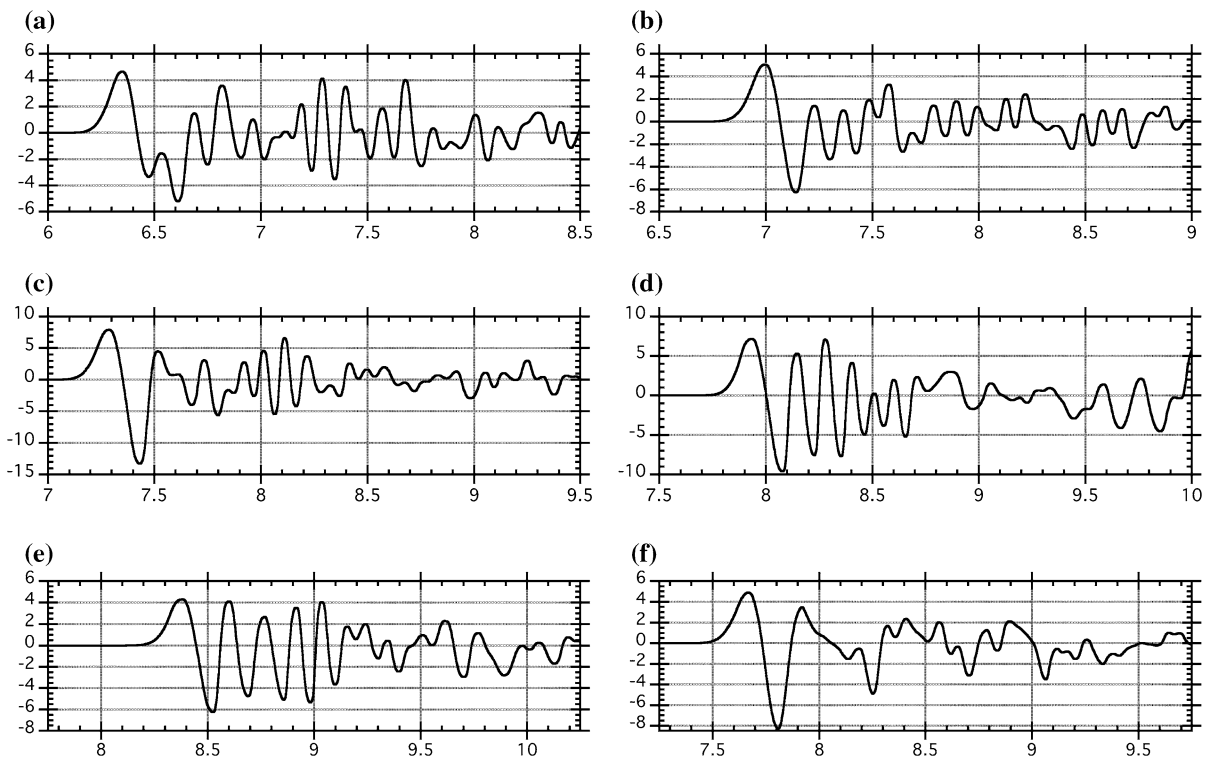 (a) (b)
6 4 2 0 -2 -4 -6
6 6.5 7 7.5 8 8.5
6 4 2 0 -2 -4 -6 -8
6.5 7 7.5 8 8.5 9
(c) (d)
10 5 0 -5 -10 -15
7 7.5 8 8.5 9 9.5
10 5 0 -5 -10
7.5 8 8.5 9 9.5 10
(e) (f)
6 4 2 0 -2 -4 -6 -8
8 8.5 9 9.5 10
6 4 2 0 -2 -4 -6 -8
7.5 8 8.5 9 9.5